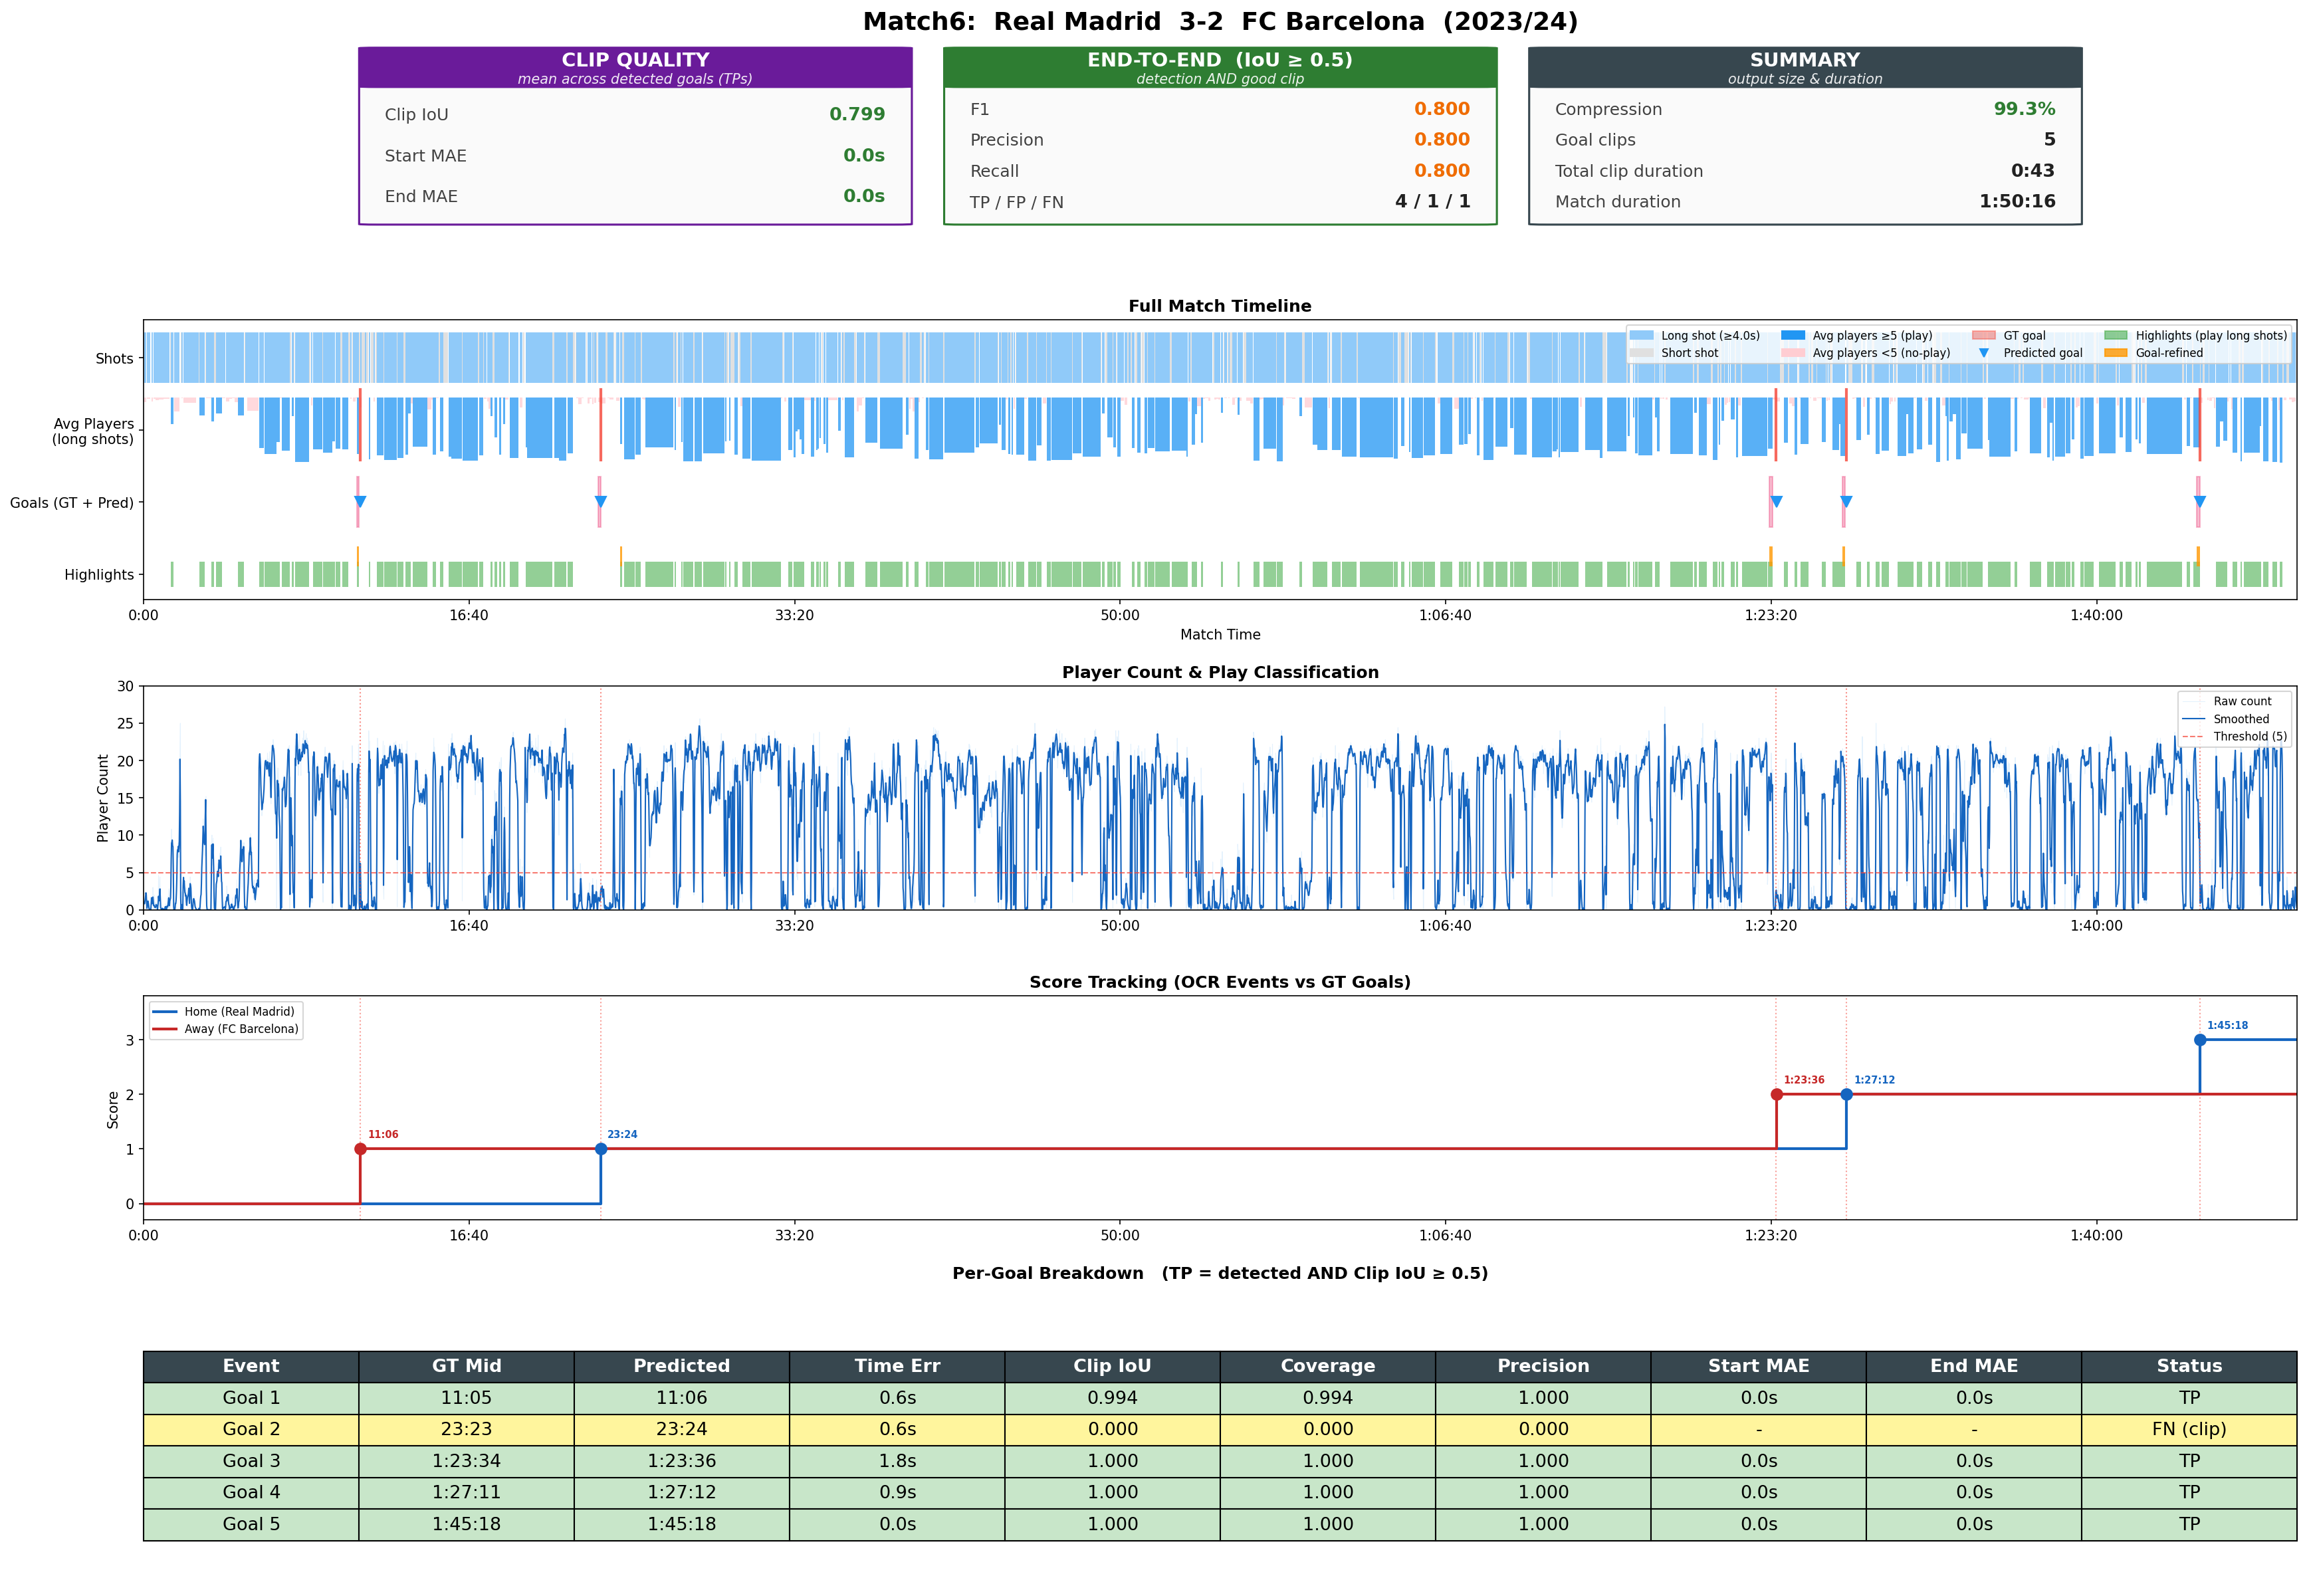 Match6:  Real Madrid  3-2  FC Barcelona  (2023/24)
CLIP QUALITY
mean across detected goals (TPs)
Clip IoU 0.799
Start MAE 0.0s
End MAE 0.0s
END-TO-END  (IoU ≥ 0.5)
detection AND good clip
F1 0.800
Precision 0.800
Recall 0.800
TP / FP / FN 4 / 1 / 1
SUMMARY
output size & duration
Compression 99.3%
Goal clips 5
Total clip duration 0:43
Match duration 1:50:16
Full Match Timeline
Long shot (≥4.0s) Avg players ≥5 (play) GT goal Highlights (play long shots)
Short shot Avg players <5 (no-play) Predicted goal Goal-refined
Shots
Avg Players
(long shots)
Goals (GT + Pred)
Highlights
0:00 16:40 33:20 50:00 1:06:40 1:23:20 1:40:00
Match Time
Player Count & Play Classification
Player Count
30
25
20
15
10
5
0
Raw count
Smoothed
Threshold (5)
0:00 16:40 33:20 50:00 1:06:40 1:23:20 1:40:00
Score Tracking (OCR Events vs GT Goals)
Home (Real Madrid)
Away (FC Barcelona)
Score
3
2
1
0
11:06
23:24
1:23:36
1:27:12
1:45:18
0:00 16:40 33:20 50:00 1:06:40 1:23:20 1:40:00
Per-Goal Breakdown   (TP = detected AND Clip IoU ≥ 0.5)
Event GT Mid Predicted Time Err Clip IoU Coverage Precision Start MAE End MAE Status
Goal 1 11:05 11:06 0.6s 0.994 0.994 1.000 0.0s 0.0s TP
Goal 2 23:23 23:24 0.6s 0.000 0.000 0.000 - - FN (clip)
Goal 3 1:23:34 1:23:36 1.8s 1.000 1.000 1.000 0.0s 0.0s TP
Goal 4 1:27:11 1:27:12 0.9s 1.000 1.000 1.000 0.0s 0.0s TP
Goal 5 1:45:18 1:45:18 0.0s 1.000 1.000 1.000 0.0s 0.0s TP